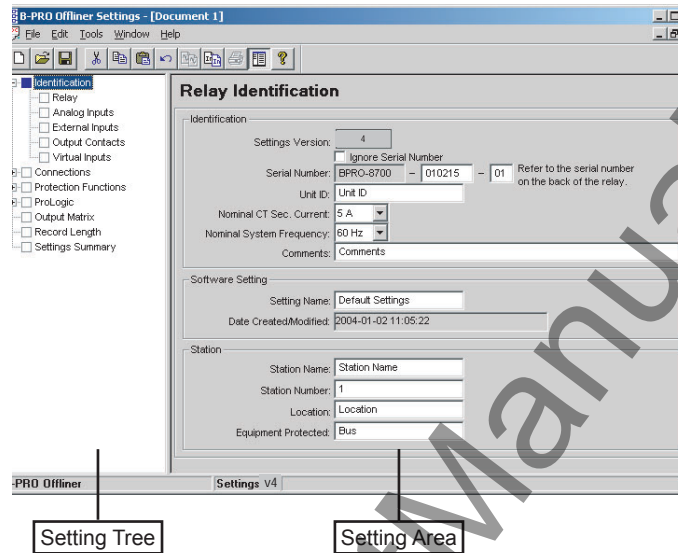 B-PRO Offliner Settings - [Document 1]
File Edit Tools Window Help
Identification
Relay
Analog Inputs
External Inputs
Output Contacts
Virtual Inputs
Connections
Protection Functions
ProLogic
Output Matrix
Record Length
Settings Summary
Relay Identification
Identification
Settings Version: 4
Ignore Serial Number
Serial Number: BPRO-8700 - 010215 - 01 Refer to the serial number
on the back of the relay.
Unit ID: Unit ID
Nominal CT Sec. Current: 5 A
Nominal System Frequency: 60 Hz
Comments: Comments
Software Setting
Setting Name: Default Settings
Date Created/Modified: 2004-01-02 11:05:22
Station
Station Name: Station Name
Station Number: 1
Location: Location
Equipment Protected: Bus
-PRO Offliner Settings v4
Setting Tree Setting Area